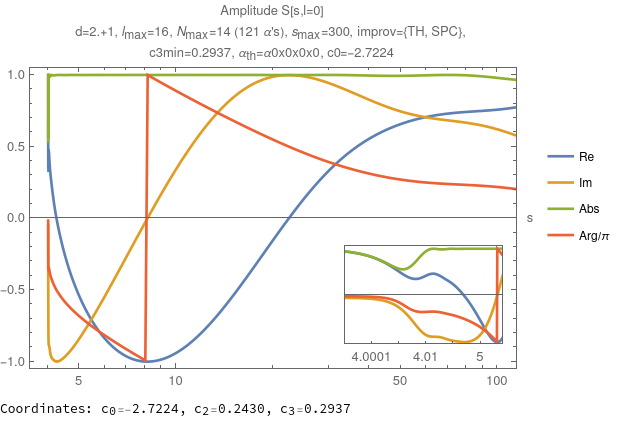 Amplitude S[s,l=0]
d=2.+1, lmax=16, Nmax=14 (121 α's), smax=300, improv={TH, SPC},
c3min=0.2937, αth=α0x0x0x0, c0=-2.7224
1.0
0.5
0.0
-0.5
-1.0
s
Re
Im
Abs
Arg/π
4.0001 4.01 5
5 10 50 100
Coordinates: c0=-2.7224, c2=0.2430, c3=0.2937